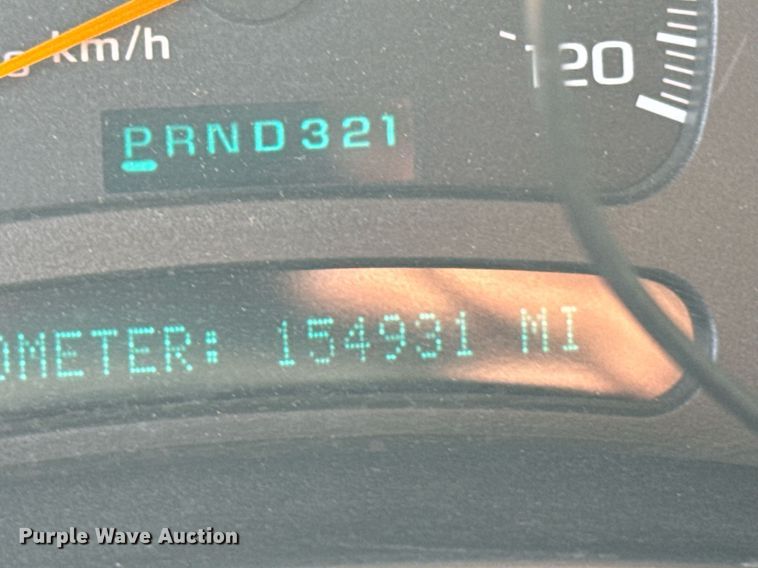 km/h
120
PRND321
OMETER: 154931 MI
Purple Wave Auction